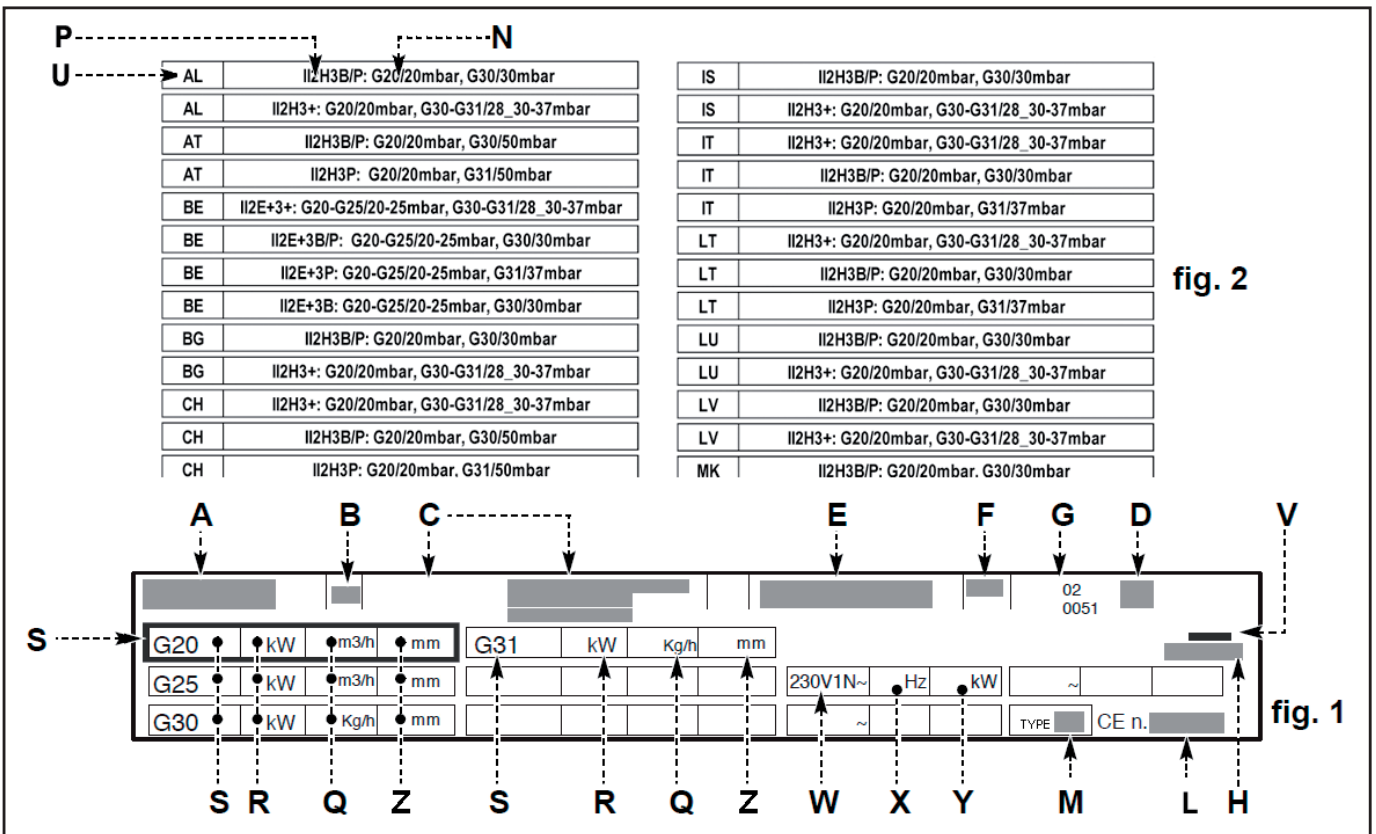 P N
U
AL II2H3B/P: G20/20mbar, G30/30mbar
AL II2H3+: G20/20mbar, G30-G31/28_30-37mbar
AT II2H3B/P: G20/20mbar, G30/50mbar
AT II2H3P: G20/20mbar, G31/50mbar
BE II2E+3+: G20-G25/20-25mbar, G30-G31/28_30-37mbar
BE II2E+3B/P: G20-G25/20-25mbar, G30/30mbar
BE II2E+3P: G20-G25/20-25mbar, G31/37mbar
BE II2E+3B: G20-G25/20-25mbar, G30/30mbar
BG II2H3B/P: G20/20mbar, G30/30mbar
BG II2H3+: G20/20mbar, G30-G31/28_30-37mbar
CH II2H3+: G20/20mbar, G30-G31/28_30-37mbar
CH II2H3B/P: G20/20mbar, G30/50mbar
CH II2H3P: G20/20mbar, G31/50mbar
IS II2H3B/P: G20/20mbar, G30/30mbar
IS II2H3+: G20/20mbar, G30-G31/28_30-37mbar
IT II2H3+: G20/20mbar, G30-G31/28_30-37mbar
IT II2H3B/P: G20/20mbar, G30/30mbar
IT II2H3P: G20/20mbar, G31/37mbar
LT II2H3+: G20/20mbar, G30-G31/28_30-37mbar
LT II2H3B/P: G20/20mbar, G30/30mbar
LT II2H3P: G20/20mbar, G31/37mbar
LU II2H3B/P: G20/20mbar, G30/30mbar
LU II2H3+: G20/20mbar, G30-G31/28_30-37mbar
LV II2H3B/P: G20/20mbar, G30/30mbar
LV II2H3+: G20/20mbar, G30-G31/28_30-37mbar
MK II2H3B/P: G20/20mbar, G30/30mbar
fig. 2
A B C E F G D V
02
0051
S
G20 kW m3/h mm G31 kW Kg/h mm
G25 kW m3/h mm 230V1N~ Hz kW ~
G30 kW Kg/h mm ~ TYPE CE n.
fig. 1
S R Q Z S R Q Z W X Y M L H